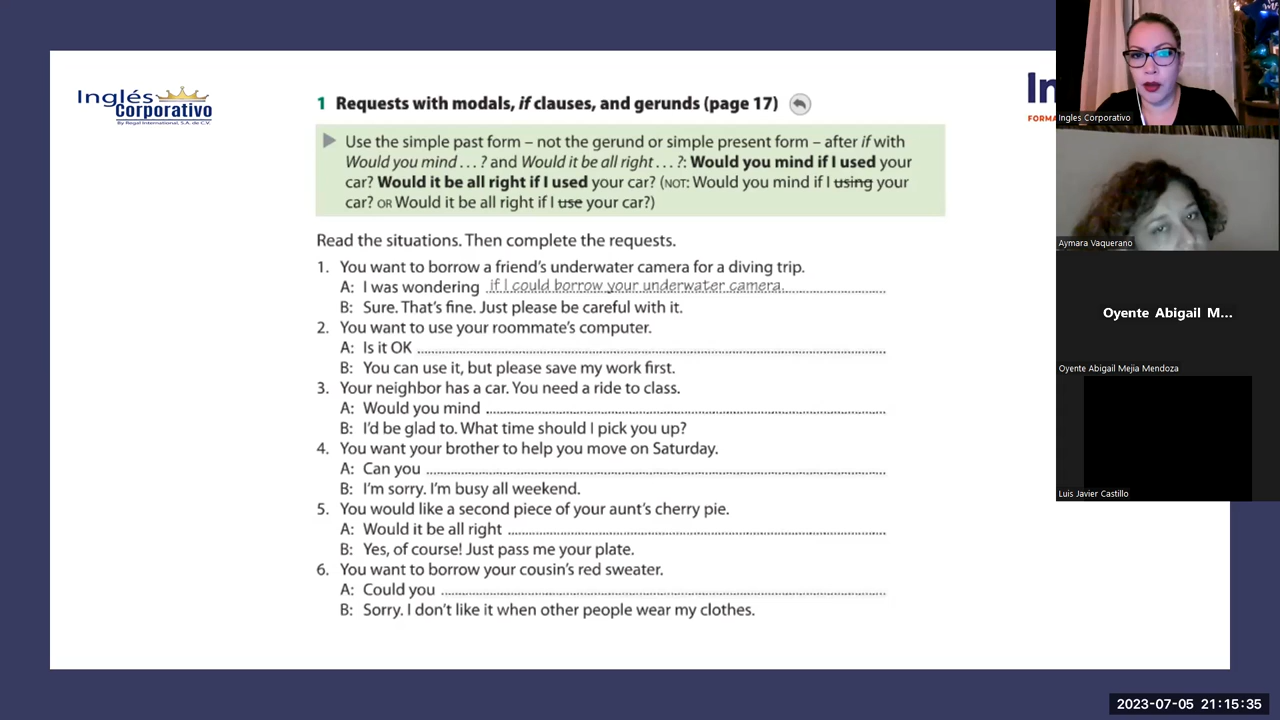 Inglés
Corporativo
By Regal International, S.A. de C.V.
In
FORMA
1 Requests with modals, if clauses, and gerunds (page 17)
Use the simple past form – not the gerund or simple present form – after if with
Would you mind . . . ? and Would it be all right . . . ?: Would you mind if I used your
car? Would it be all right if I used your car? (NOT: Would you mind if I using your
car? OR Would it be all right if I use your car?)
Read the situations. Then complete the requests.
1. You want to borrow a friend's underwater camera for a diving trip.
A: I was wondering if I could borrow your underwater camera.
B: Sure. That's fine. Just please be careful with it.
2. You want to use your roommate's computer.
A: Is it OK
B: You can use it, but please save my work first.
3. Your neighbor has a car. You need a ride to class.
A: Would you mind
B: I'd be glad to. What time should I pick you up?
4. You want your brother to help you move on Saturday.
A: Can you
B: I'm sorry. I'm busy all weekend.
5. You would like a second piece of your aunt's cherry pie.
A: Would it be all right
B: Yes, of course! Just pass me your plate.
6. You want to borrow your cousin's red sweater.
A: Could you
B: Sorry. I don't like it when other people wear my clothes.
Ingles Corporativo
Aymara Vaquerano
Oyente Abigail M...
Oyente Abigail Mejia Mendoza
Luis Javier Castillo
2023-07-05 21:15:35